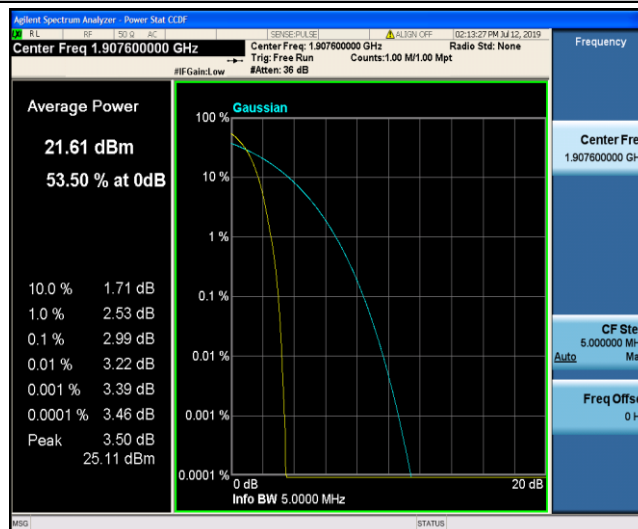 Agilent Spectrum Analyzer - Power Stat CCDF
RL RF 50 Ω AC SENSE:PULSE ALIGN OFF 02:13:27 PM Jul 12, 2019
Center Freq 1.907600000 GHz
Center Freq: 1.907600000 GHz Radio Std: None
Trig: Free Run Counts:1.00 M/1.00 Mpt
#IFGain:Low #Atten: 36 dB
Frequency
Average Power
21.61 dBm
53.50 % at 0dB
10.0 % 1.71 dB
1.0 % 2.53 dB
0.1 % 2.99 dB
0.01 % 3.22 dB
0.001 % 3.39 dB
0.0001 % 3.46 dB
Peak 3.50 dB
25.11 dBm
Gaussian
100 %
10 %
1 %
0.1 %
0.01 %
0.001 %
0.0001 %
0 dB 20 dB
Info BW 5.0000 MHz
Center Fre
1.907600000 GH
CF Ste
5.000000 MH
Auto Ma
Freq Offs
0 H
MSG STATUS